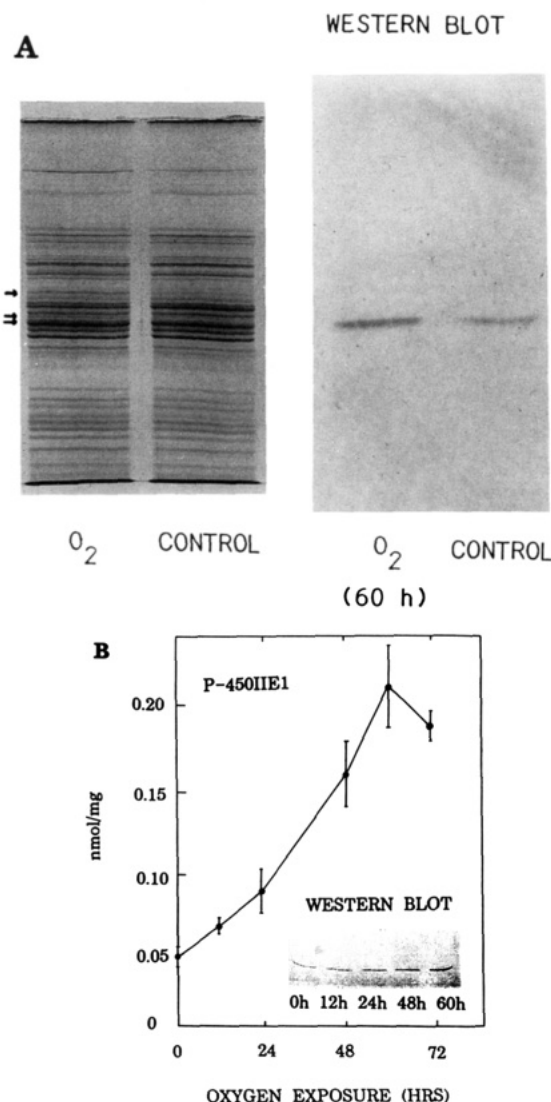 WESTERN BLOT
A
O2 CONTROL
O2 CONTROL
(60 h)
B
P-450IIE1
0.20
0.15
nmol/mg
0.10
WESTERN BLOT
0.05
0h 12h 24h 48h 60h
0
0 24 48 72
OXYGEN EXPOSURE (HRS)